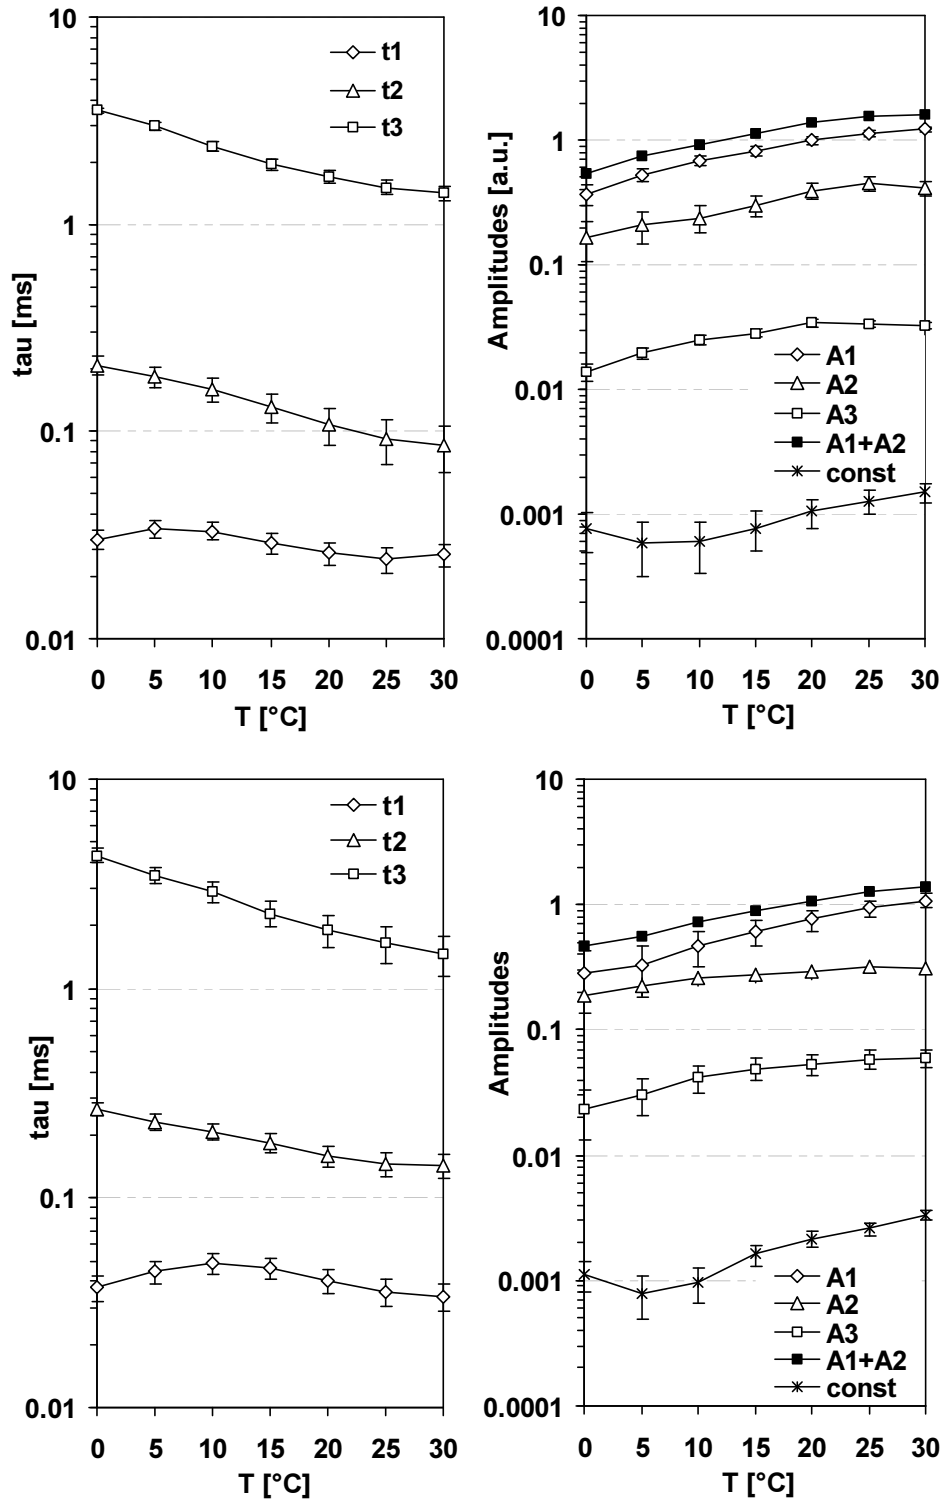 10
1
0.1
0.01
tau [ms]
t1
t2
t3
0 5 10 15 20 25 30
T [°C]
10
1
0.1
0.01
0.001
0.0001
Amplitudes [a.u.]
A1
A2
A3
A1+A2
const
0 5 10 15 20 25 30
T [°C]
10
1
0.1
0.01
tau [ms]
t1
t2
t3
0 5 10 15 20 25 30
T [°C]
10
1
0.1
0.01
0.001
0.0001
Amplitudes
A1
A2
A3
A1+A2
const
0 5 10 15 20 25 30
T [°C]